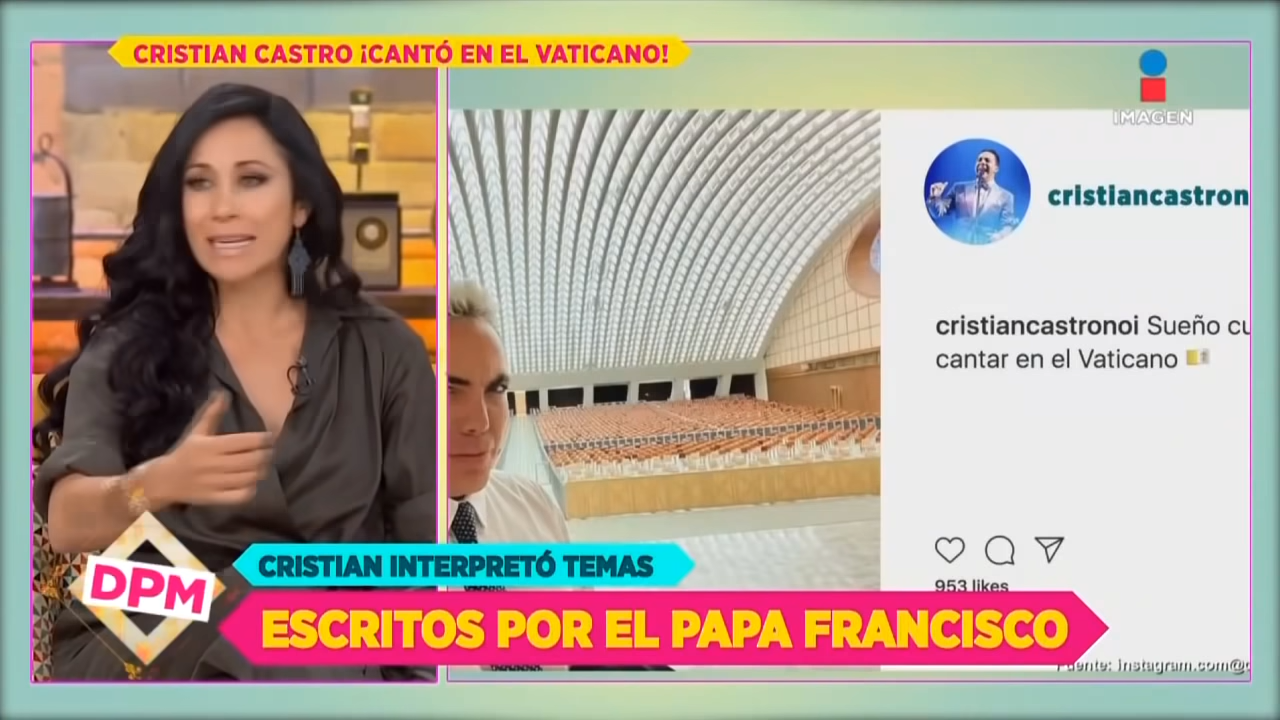 CRISTIAN CASTRO ¡CANTÓ EN EL VATICANO!
IMAGEN
cristiancastron
cristiancastronoi Sueño cu
cantar en el Vaticano
953 likes
CRISTIAN INTERPRETÓ TEMAS
DPM
ESCRITOS POR EL PAPA FRANCISCO
Fuente: Instagram.com@c